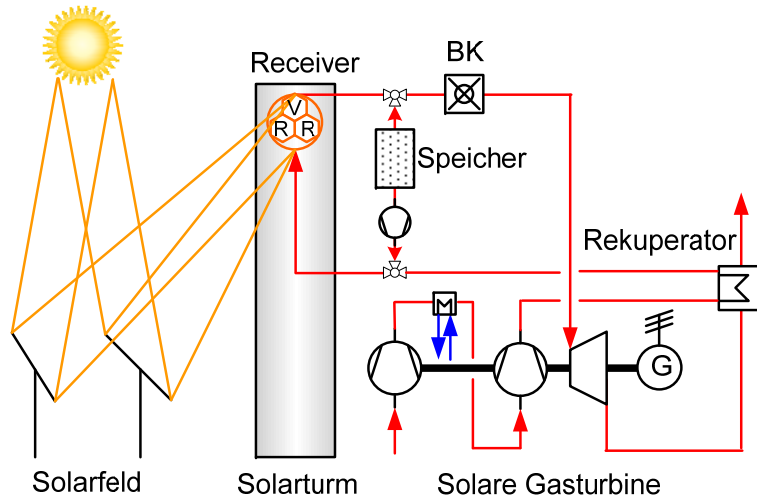 BK
Receiver
V
R R
Speicher
Rekuperator
M
G
Solarfeld
Solarturm
Solare Gasturbine